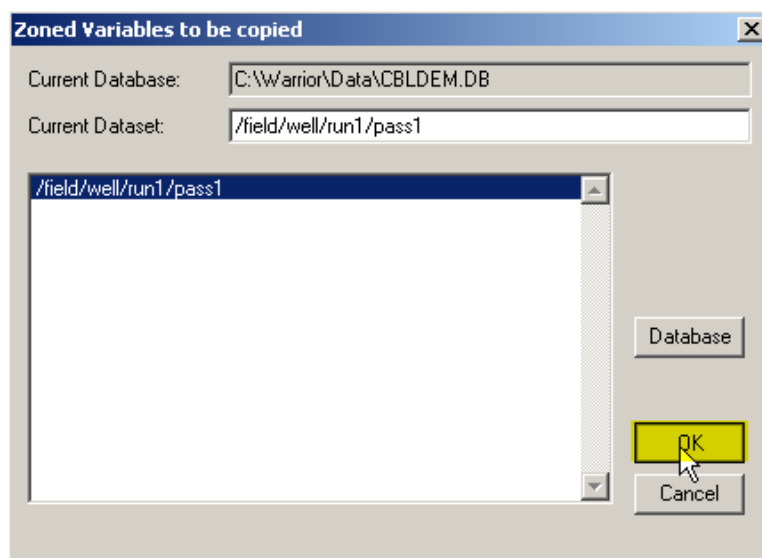 Zoned Variables to be copied
Current Database: C:\Warrior\Data\CBLDEM.DB
Current Dataset: /field/well/run1/pass1
/field/well/run1/pass1
Database
OK
Cancel